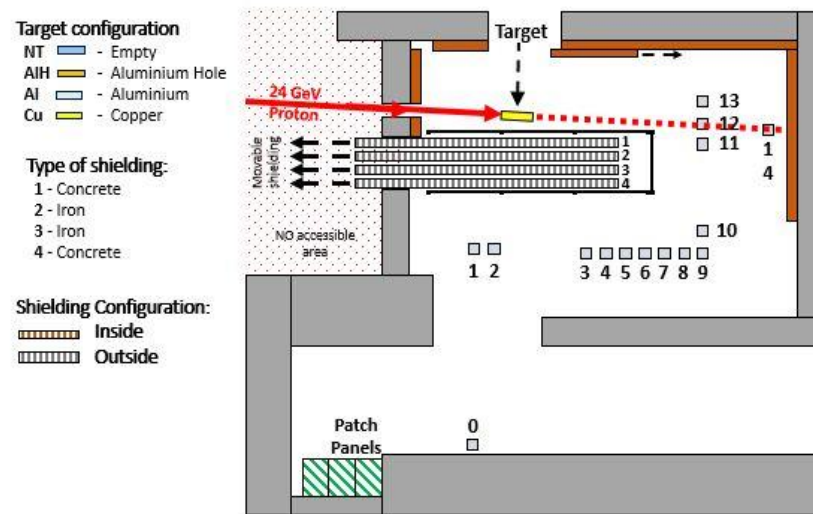 Target configuration
NT - Empty
AlH - Aluminium Hole
Al - Aluminium
Cu - Copper
Type of shielding:
1 - Concrete
2 - Iron
3 - Iron
4 - Concrete
Shielding Configuration:
Inside
Outside
Target
24 GeV
Proton
Movable
shielding
1
2
3
4
NO accessible
area
13
12
11
1
4
10
1 2
3 4 5 6 7 8 9
0
Patch
Panels